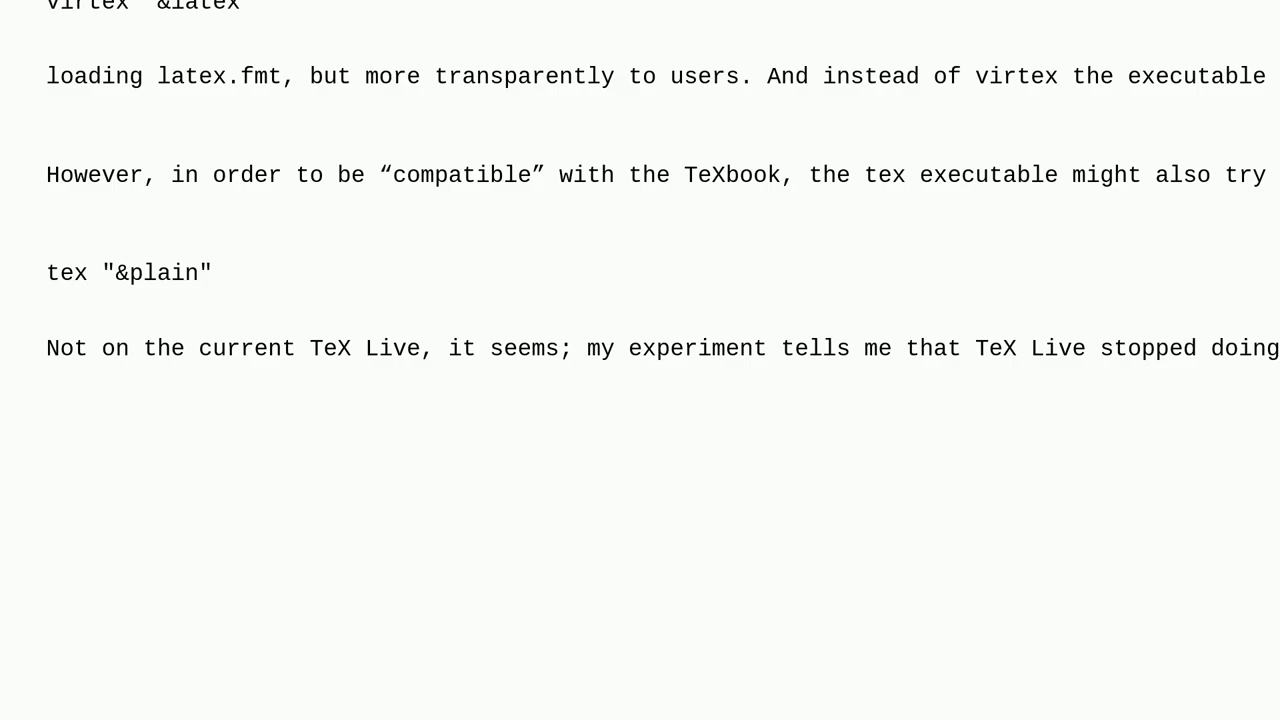 virtex "&latex"
loading latex.fmt, but more transparently to users. And instead of virtex the executable
However, in order to be “compatible” with the TeXbook, the tex executable might also try
tex "&plain"
Not on the current TeX Live, it seems; my experiment tells me that TeX Live stopped doing